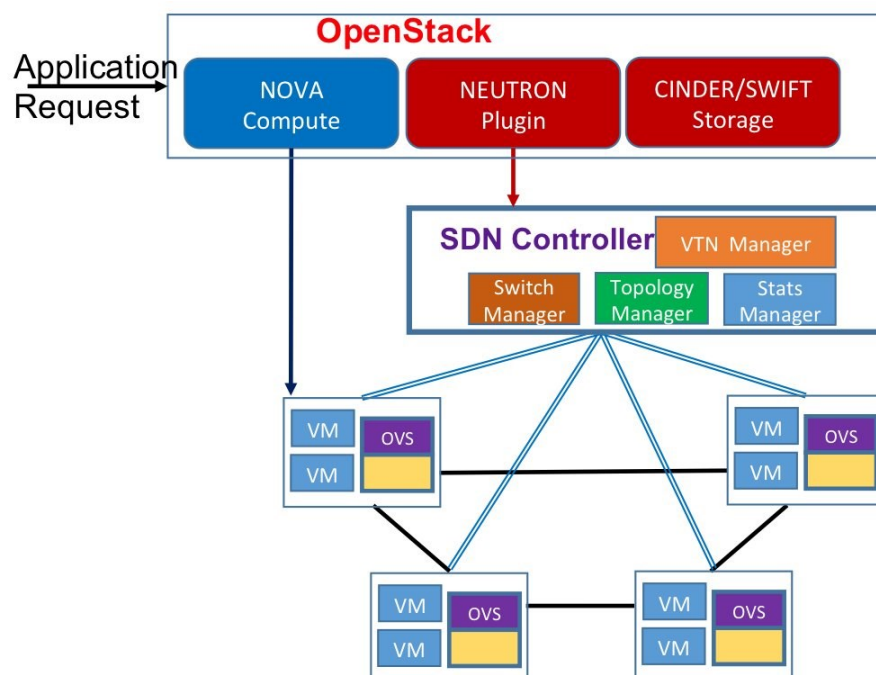 OpenStack
Application
Request
NOVA
Compute
NEUTRON
Plugin
CINDER/SWIFT
Storage
SDN Controller
VTN Manager
Switch
Manager
Topology
Manager
Stats
Manager
VM
OVS
VM
VM
OVS
VM
VM
OVS
VM
VM
OVS
VM